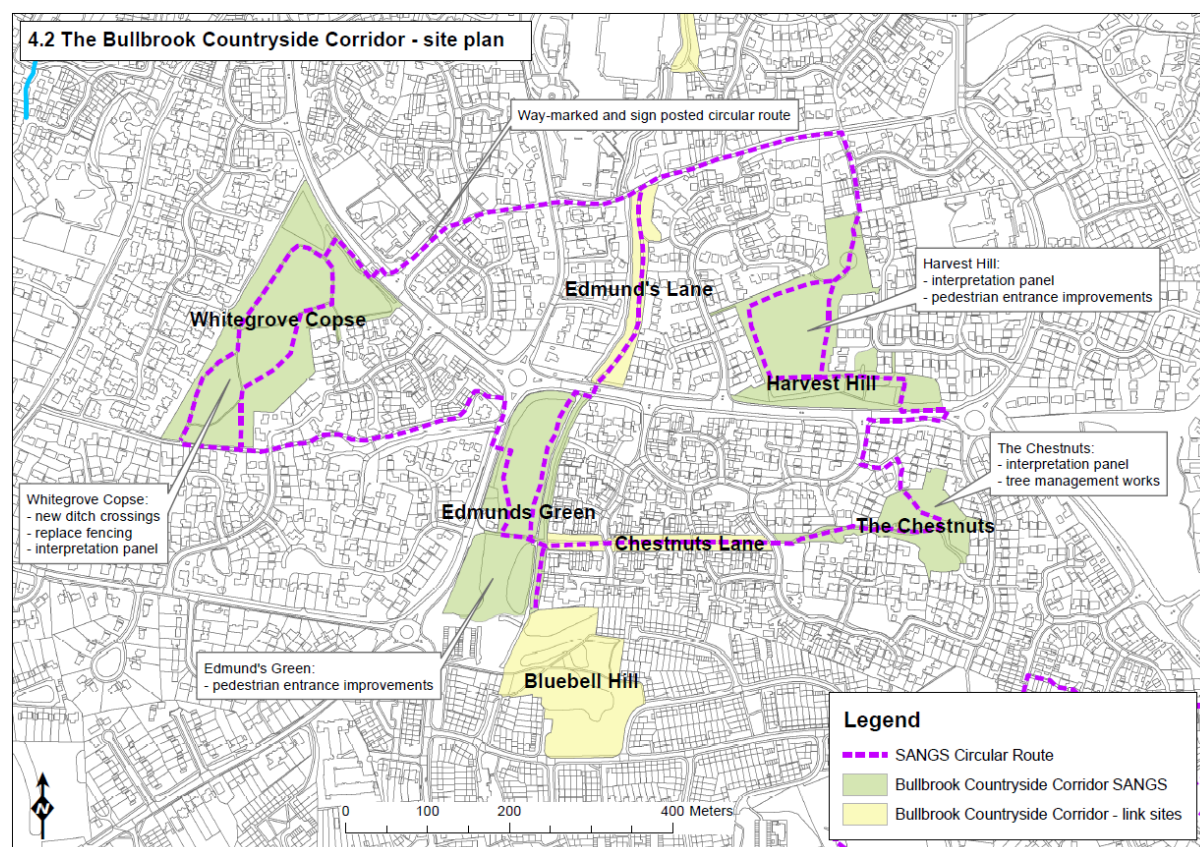 4.2 The Bullbrook Countryside Corridor - site plan
Way-marked and sign posted circular route
Edmund's Lane
Harvest Hill:
- interpretation panel
- pedestrian entrance improvements
Whitegrove Copse
Harvest Hill
The Chestnuts:
- interpretation panel
- tree management works
Whitegrove Copse:
- new ditch crossings
- replace fencing
- interpretation panel
Edmunds Green
The Chestnuts
Chestnuts Lane
Edmund's Green:
- pedestrian entrance improvements
Bluebell Hill
Legend
SANGS Circular Route
Bullbrook Countryside Corridor SANGS
Bullbrook Countryside Corridor - link sites
N
0 100 200 400 Meters